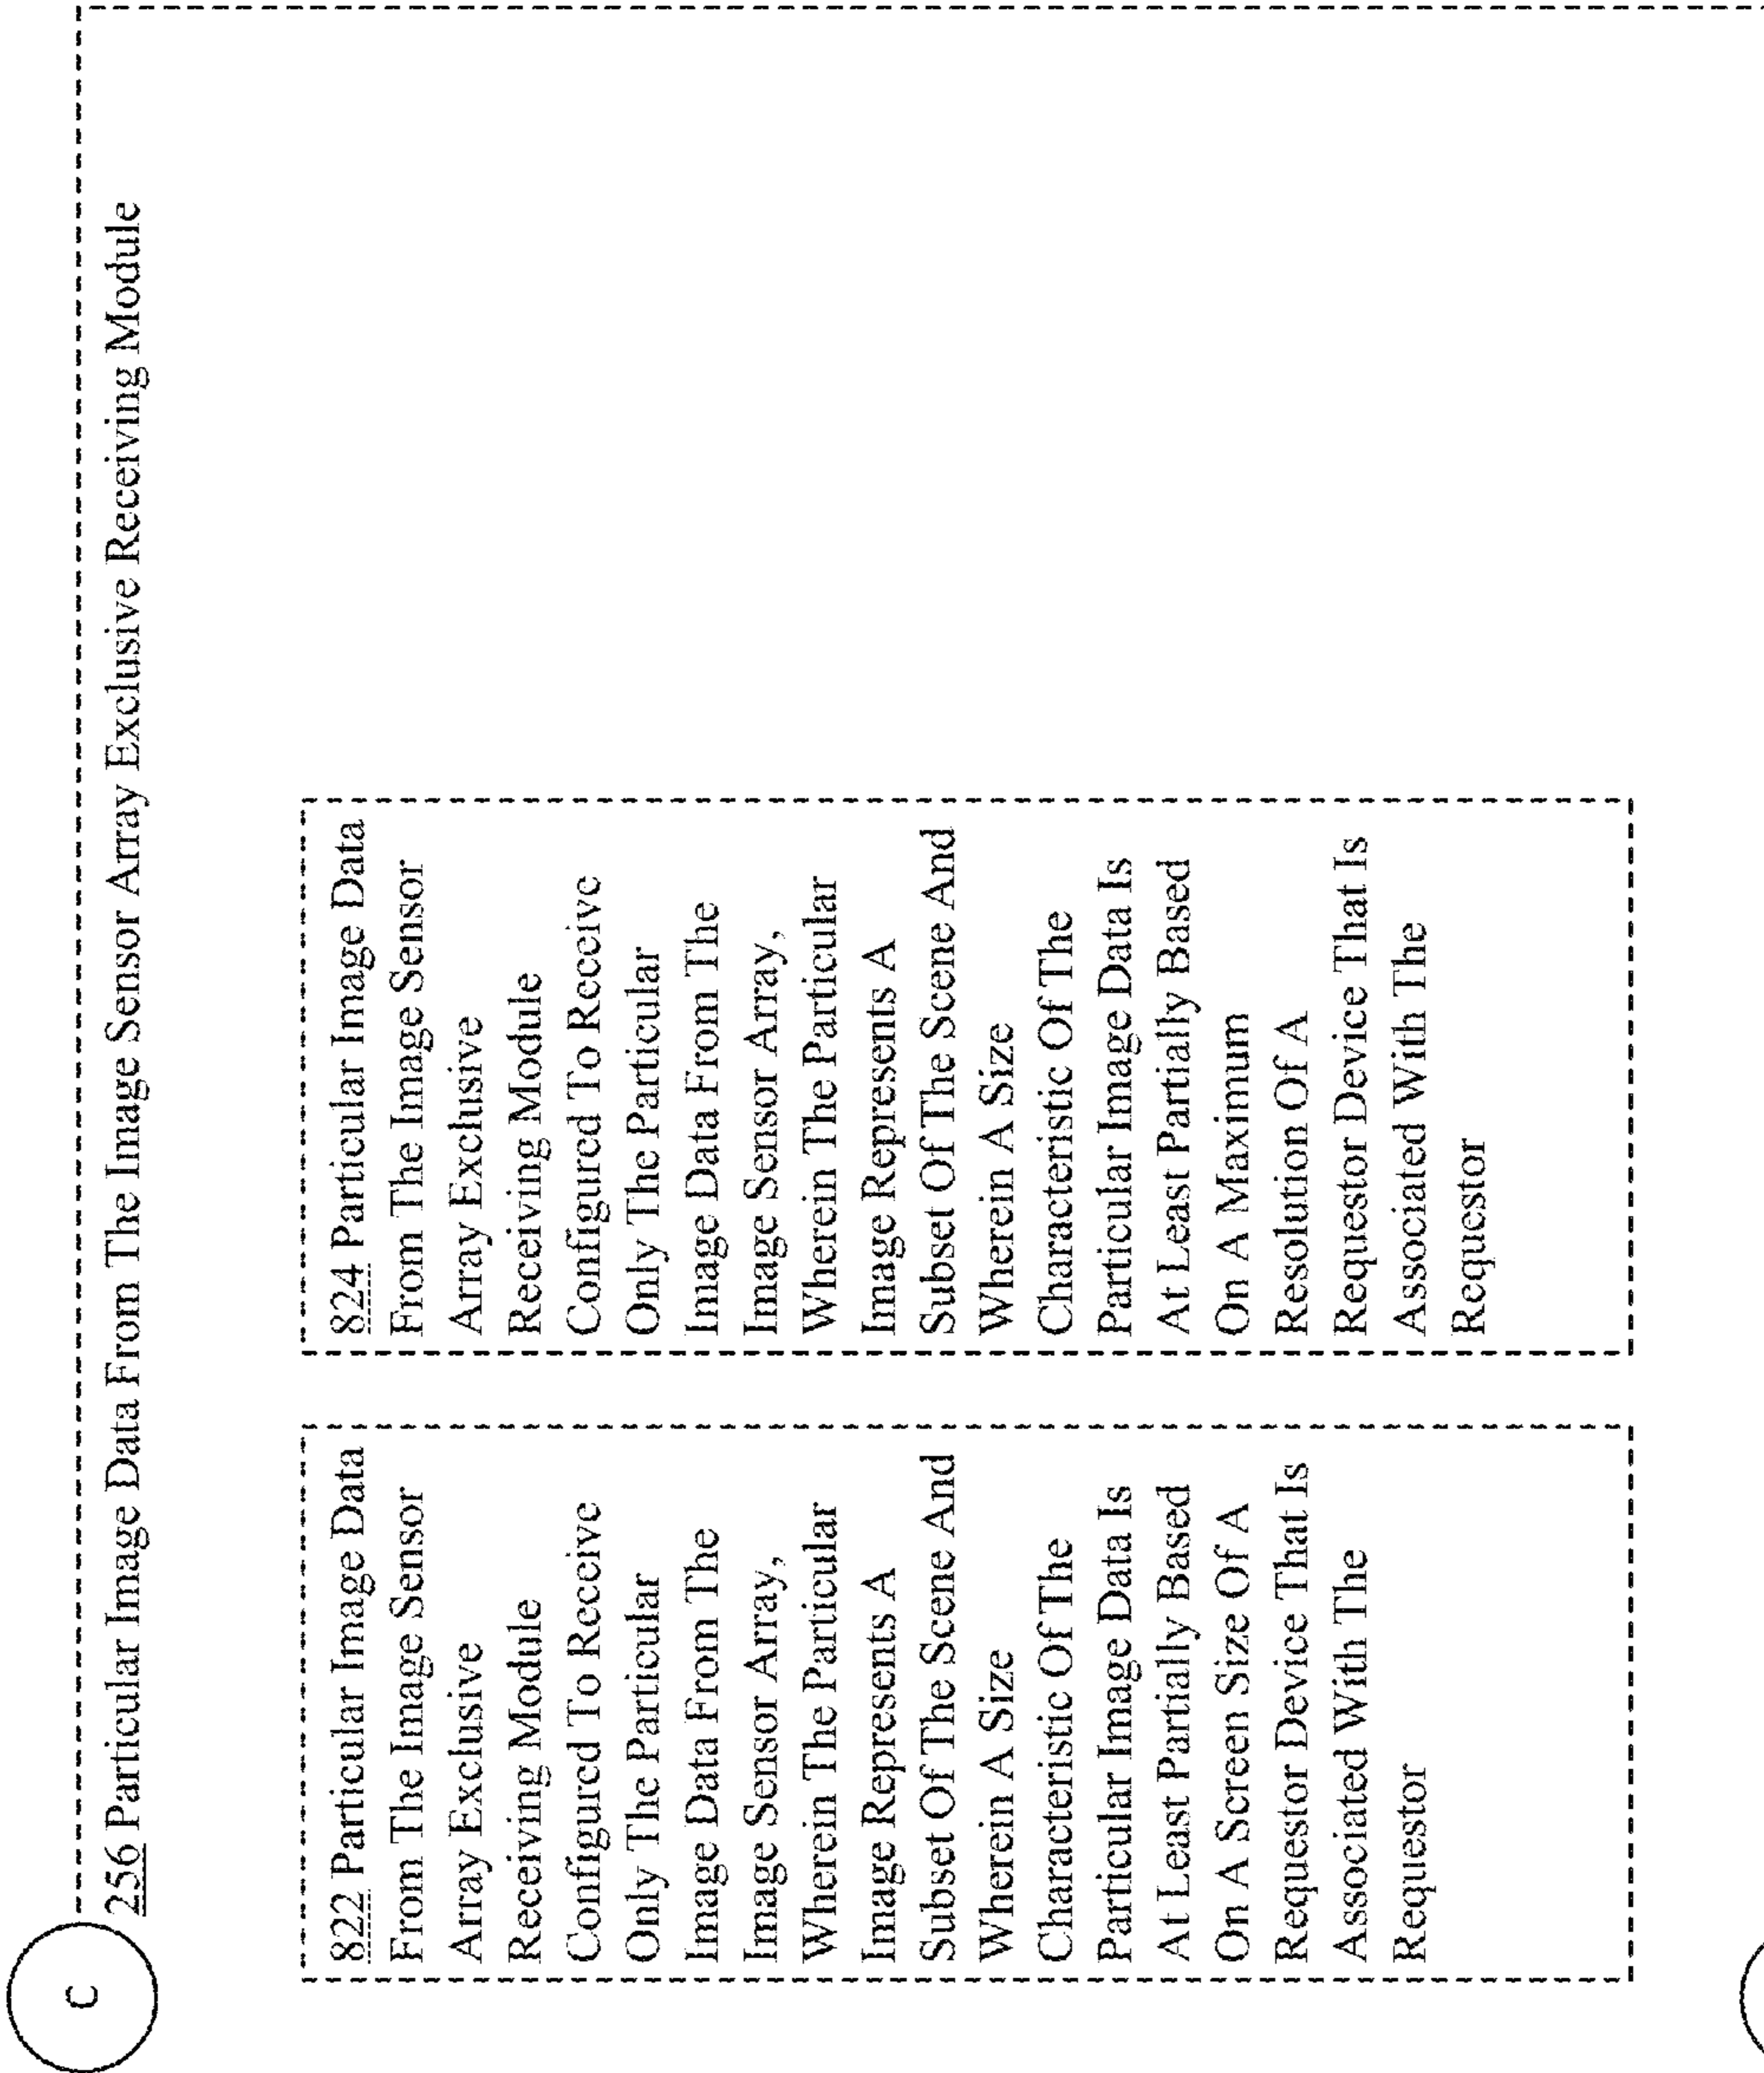 C
256 Particular Image Data From The Image Sensor Array Exclusive Receiving Module
822 Particular Image Data
From The Image Sensor
Array Exclusive
Receiving Module
Configured To Receive
Only The Particular
Image Data From The
Image Sensor Array,
Wherein The Particular
Image Represents A
Subset Of The Scene And
Wherein A Size
Characteristic Of The
Particular Image Data Is
At Least Partially Based
On A Screen Size Of A
Requestor Device That Is
Associated With The
Requestor
824 Particular Image Data
From The Image Sensor
Array Exclusive
Receiving Module
Configured To Receive
Only The Particular
Image Data From The
Image Sensor Array,
Wherein The Particular
Image Represents A
Subset Of The Scene And
Wherein A Size
Characteristic Of The
Particular Image Data Is
At Least Partially Based
On A Maximum
Resolution Of A
Requestor Device That Is
Associated With The
Requestor